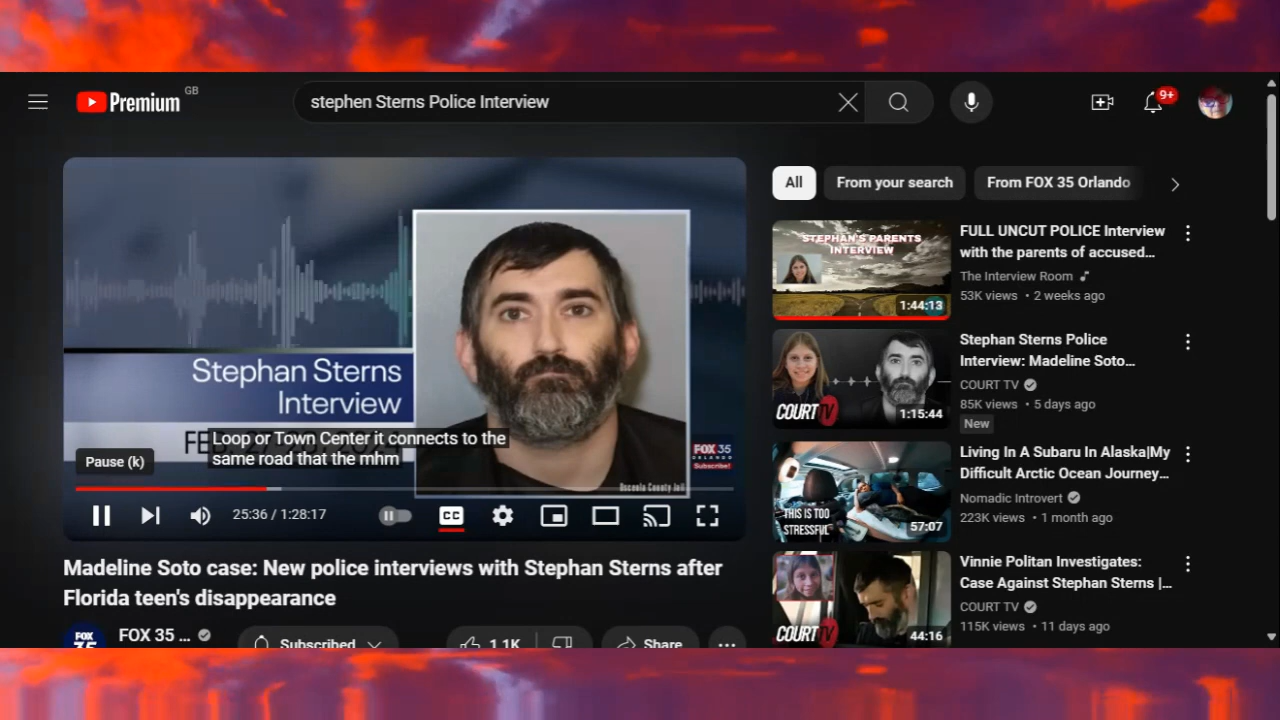 Premium
GB
stephen Sterns Police Interview
9+
Stephan Sterns
Interview
Loop or Town Center it connects to the
same road that the mhm
Pause (k)
FOX 35
ORLANDO
Subscribe!
Osceola County Jail
25:36 / 1:28:17
CC
Madeline Soto case: New police interviews with Stephan Sterns after
Florida teen's disappearance
FOX
35
FOX 35 ...
Subscribed
1.1K
Share
All
From your search
From FOX 35 Orlando
STEPHAN'S PARENTS
INTERVIEW
1:44:13
FULL UNCUT POLICE Interview
with the parents of accused...
The Interview Room
53K views • 2 weeks ago
COURT TV
1:15:44
Stephan Sterns Police
Interview: Madeline Soto...
COURT TV
85K views • 5 days ago
New
THIS IS TOO
STRESSFUL
57:07
Living In A Subaru In Alaska|My
Difficult Arctic Ocean Journey...
Nomadic Introvert
223K views • 1 month ago
COURT TV
44:16
Vinnie Politan Investigates:
Case Against Stephan Sterns |...
COURT TV
115K views • 11 days ago